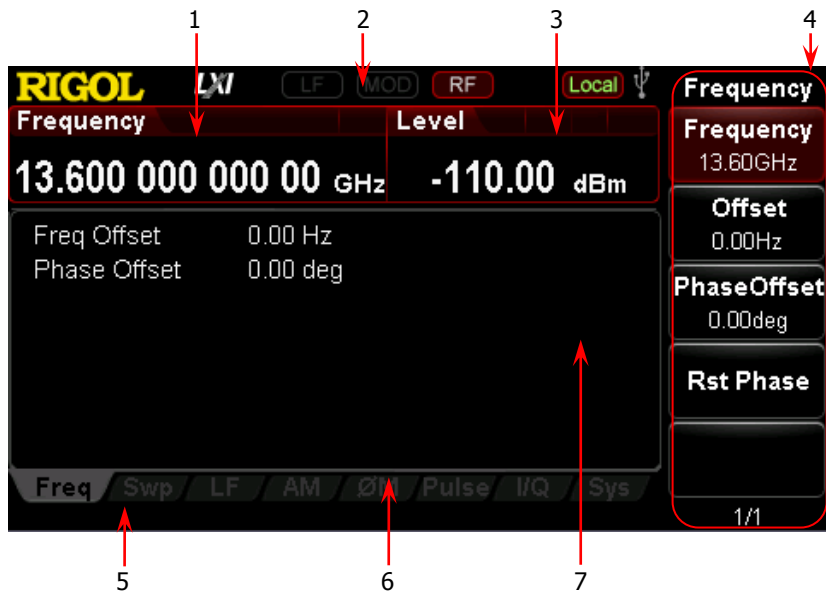 1 2 3 4
RIGOL LXI LF MOD RF Local Frequency
Frequency Level
13.600 000 000 00 GHz -110.00 dBm
Frequency
13.60GHz
Offset
0.00Hz
PhaseOffset
0.00deg
Rst Phase
1/1
Freq Offset 0.00 Hz
Phase Offset 0.00 deg
Freq Swp LF AM ØM Pulse I/Q Sys
5 6 7